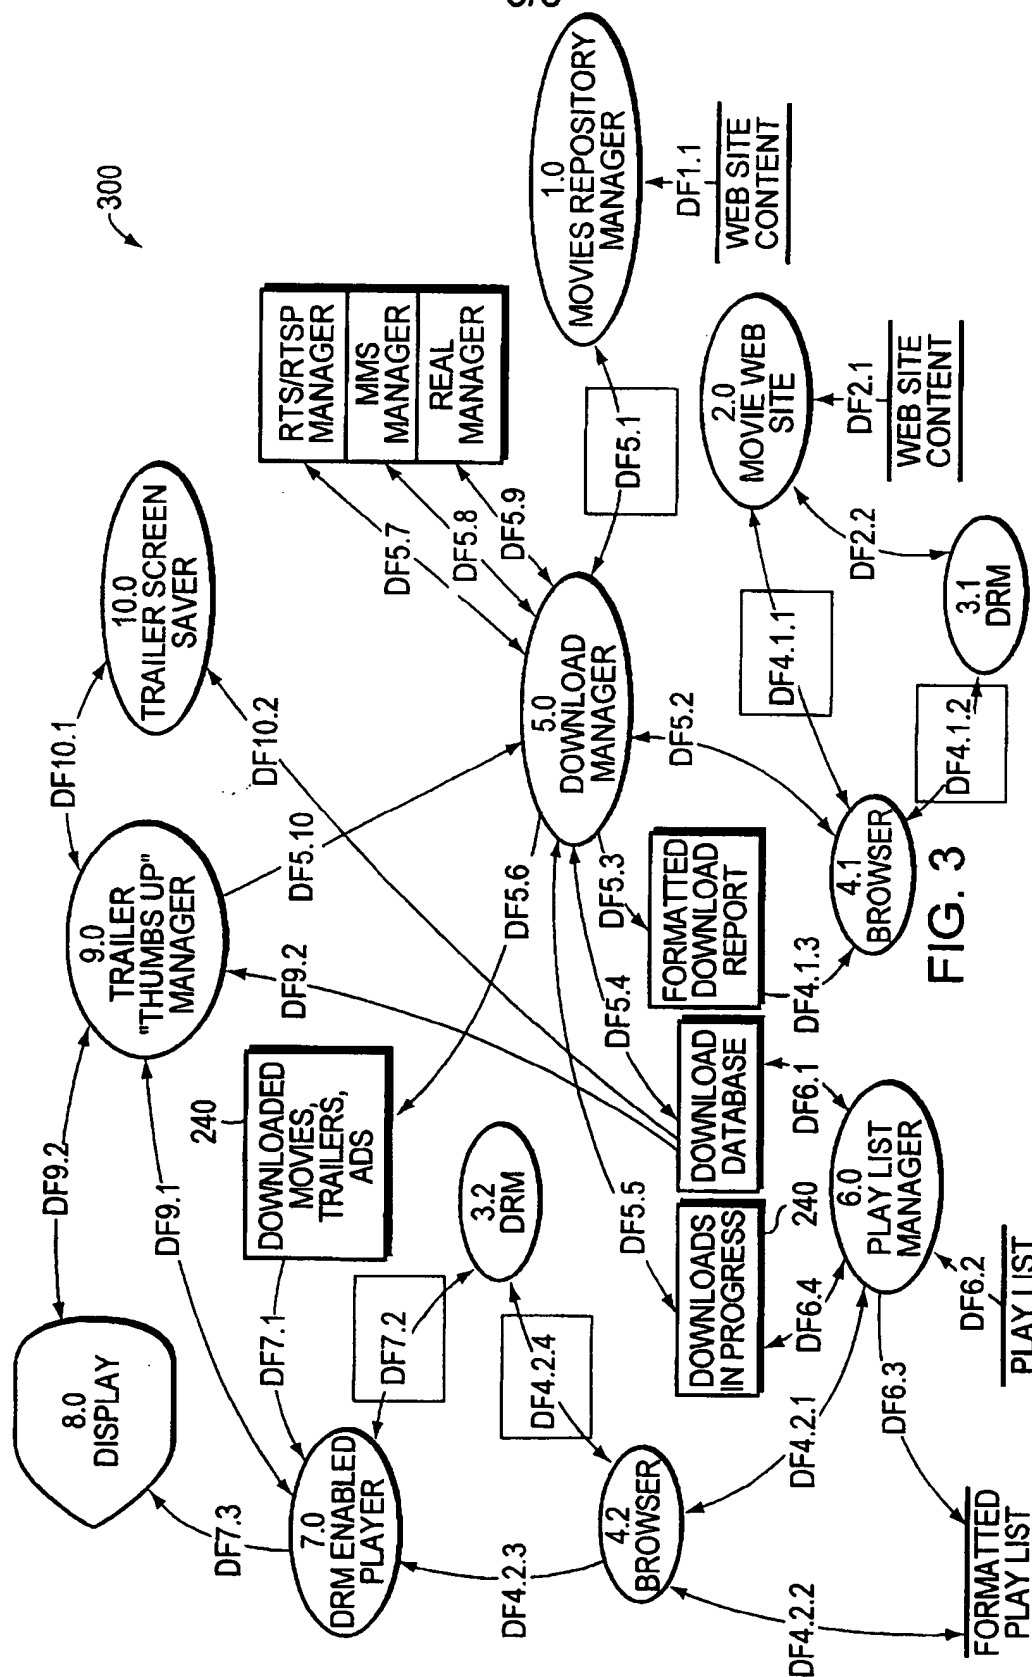 300
8.0
DISPLAY
DF9.2
9.0
TRAILER
"THUMBS UP"
MANAGER
DF10.1
10.0
TRAILER SCREEN
SAVER
DF7.3
DF9.1
DF7.1
240
DOWNLOADED
MOVIES,
TRAILERS,
ADS
DF9.2
DF5.10
DF10.2
RTS/RTSP
MANAGER
MMS
MANAGER
REAL
MANAGER
7.0
DRM ENABLED
PLAYER
DF7.2
3.2
DRM
DF5.6
DF5.7
DF5.8
DF5.9
DF4.2.3
DF4.2.4
5.0
DOWNLOAD
MANAGER
DF5.1
1.0
MOVIES REPOSITORY
MANAGER
DF1.1
WEB SITE
CONTENT
4.2
BROWSER
DF5.5
DF5.4
DF5.3
DF5.2
DOWNLOADS
IN PROGRESS
240
DOWNLOAD
DATABASE
FORMATTED
DOWNLOAD
REPORT
DF4.1.1
2.0
MOVIE WEB
SITE
DF2.1
WEB SITE
CONTENT
DF4.2.2
DF4.2.1
DF6.4
DF6.1
DF4.1.3
4.1
BROWSER
DF4.1.2
DF2.2
3.1
DRM
6.0
PLAY LIST
MANAGER
DF6.3
DF6.2
FORMATTED
PLAY LIST
PLAY LIST
FIG. 3